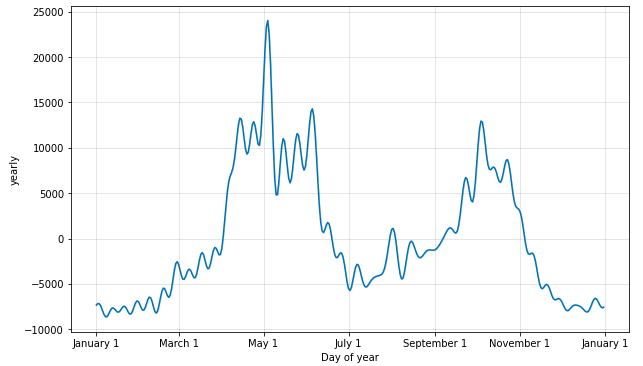 25000
20000
15000
10000
5000
0
−5000
−10000
yearly
January 1 March 1 May 1 July 1 September 1 November 1 January 1
Day of year